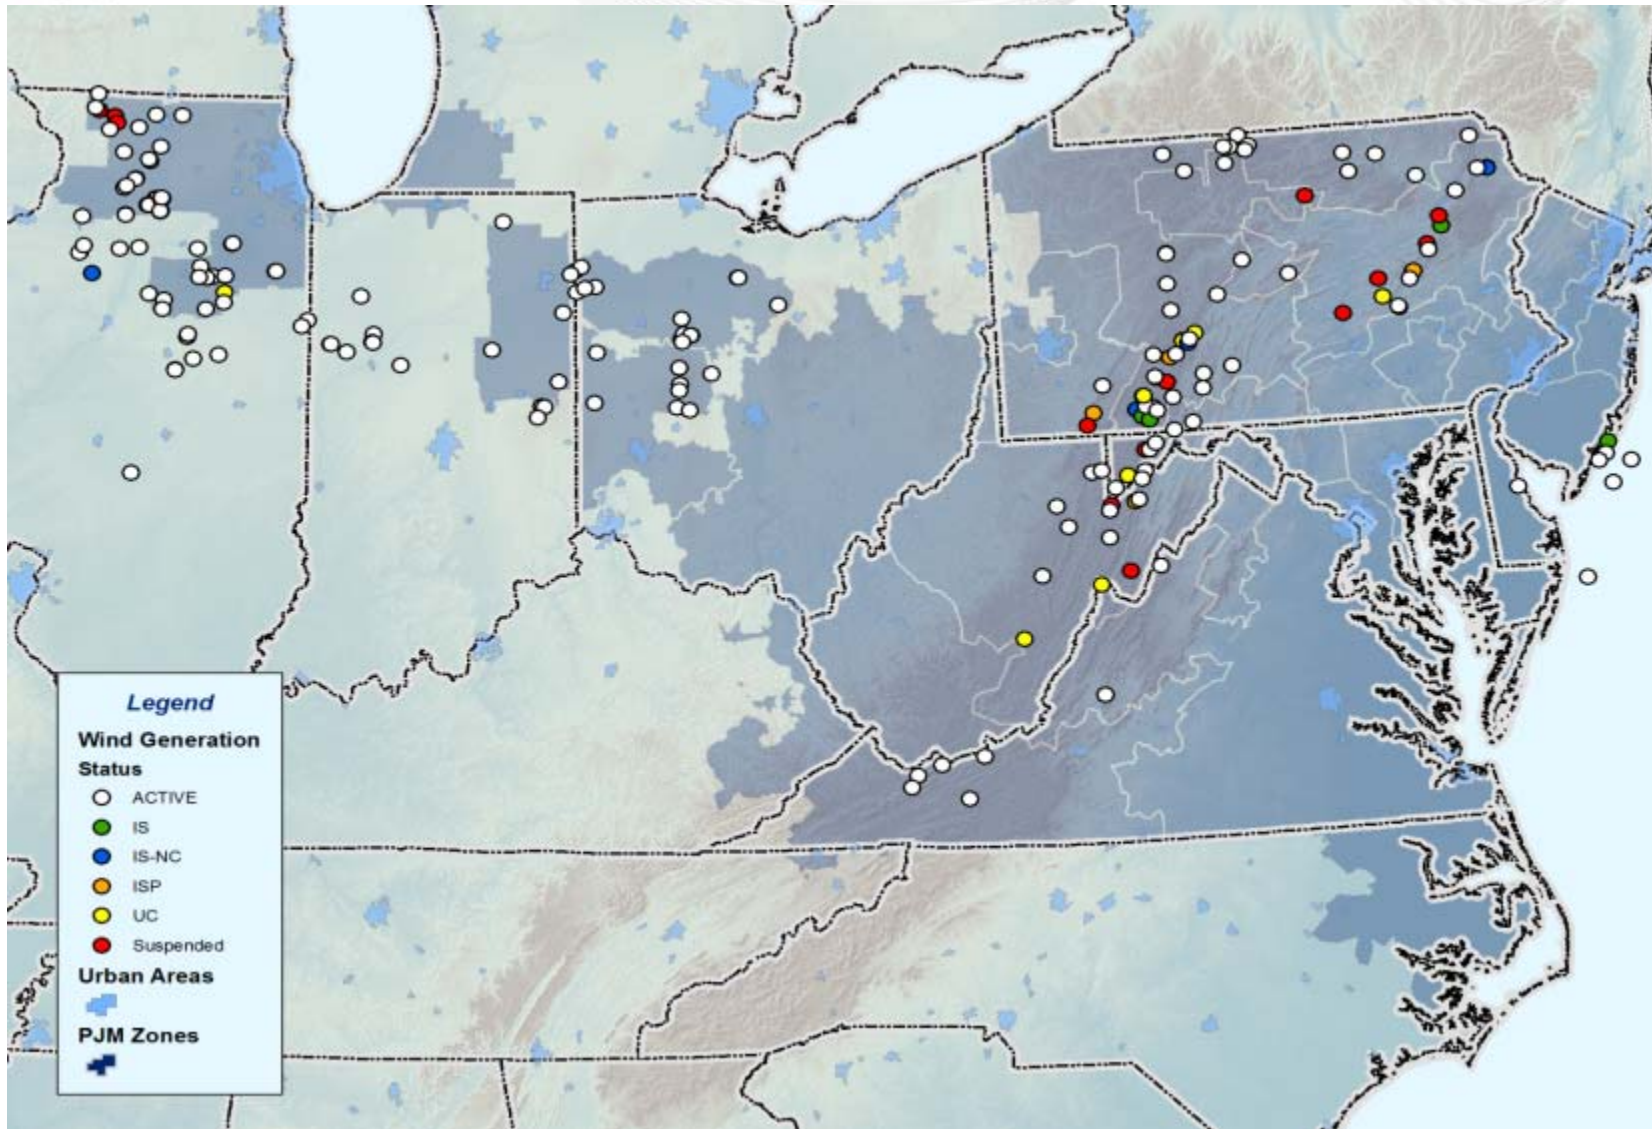 Legend
Wind Generation
Status
ACTIVE
IS
IS-NC
ISP
UC
Suspended
Urban Areas
PJM Zones